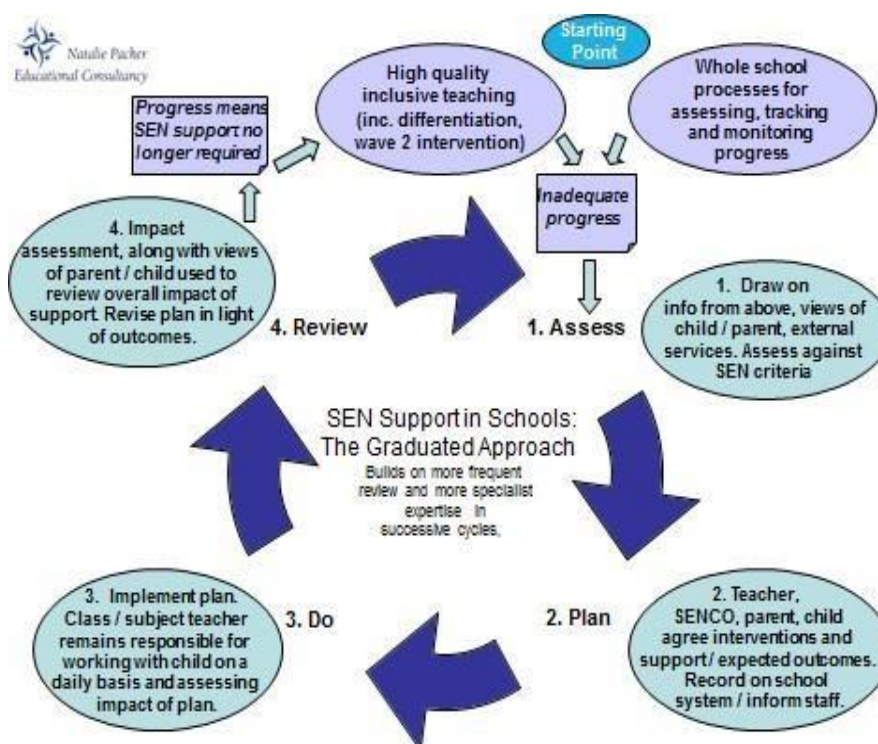 Natalie Packer
Educational Consultancy
Starting
Point
High quality
inclusive teaching
(inc. differentiation,
wave 2 intervention)
Whole school
processes for
assessing, tracking
and monitoring
progress
Progress means
SEN support no
longer required
Inadequate
progress
4. Impact
assessment, along with views
of parent / child used to
review overall impact of
support. Revise plan in light
of outcomes.
4. Review
1. Assess
1. Draw on
info from above, views of
child / parent, external
services. Assess against
SEN criteria
SEN Support in Schools:
The Graduated Approach
Builds on more frequent
review and more specialist
expertise in
successive cycles,
3. Implement plan.
Class / subject teacher
remains responsible for
working with child on a
daily basis and assessing
impact of plan.
3. Do
2. Plan
2. Teacher,
SENCO, parent, child
agree interventions and
support / expected outcomes.
Record on school
system / inform staff.